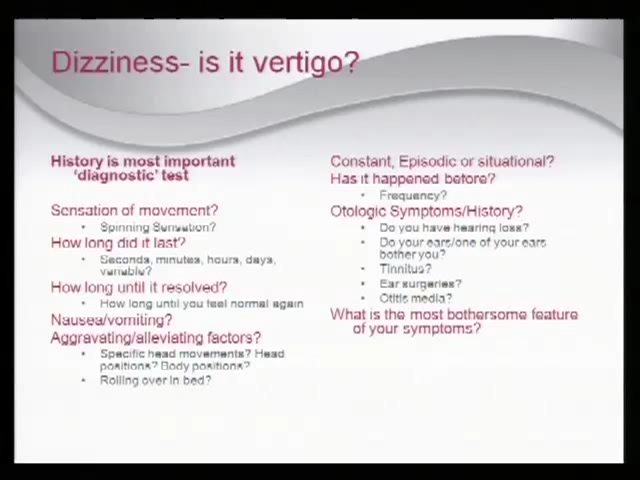 Dizziness- is it vertigo?
History is most important
'diagnostic' test
Sensation of movement?
• Spinning Sensation?
How long did it last?
• Seconds, minutes, hours, days,
variable?
How long until it resolved?
• How long until you feel normal again
Nausea/vomiting?
Aggravating/alleviating factors?
• Specific head movements? Head
positions? Body positions?
• Rolling over in bed?
Constant, Episodic or situational?
Has it happened before?
• Frequency?
Otologic Symptoms/History?
• Do you have hearing loss?
• Do your ears/one of your ears
bother you?
• Tinnitus?
• Ear surgeries?
• Otitis media?
What is the most bothersome feature
of your symptoms?